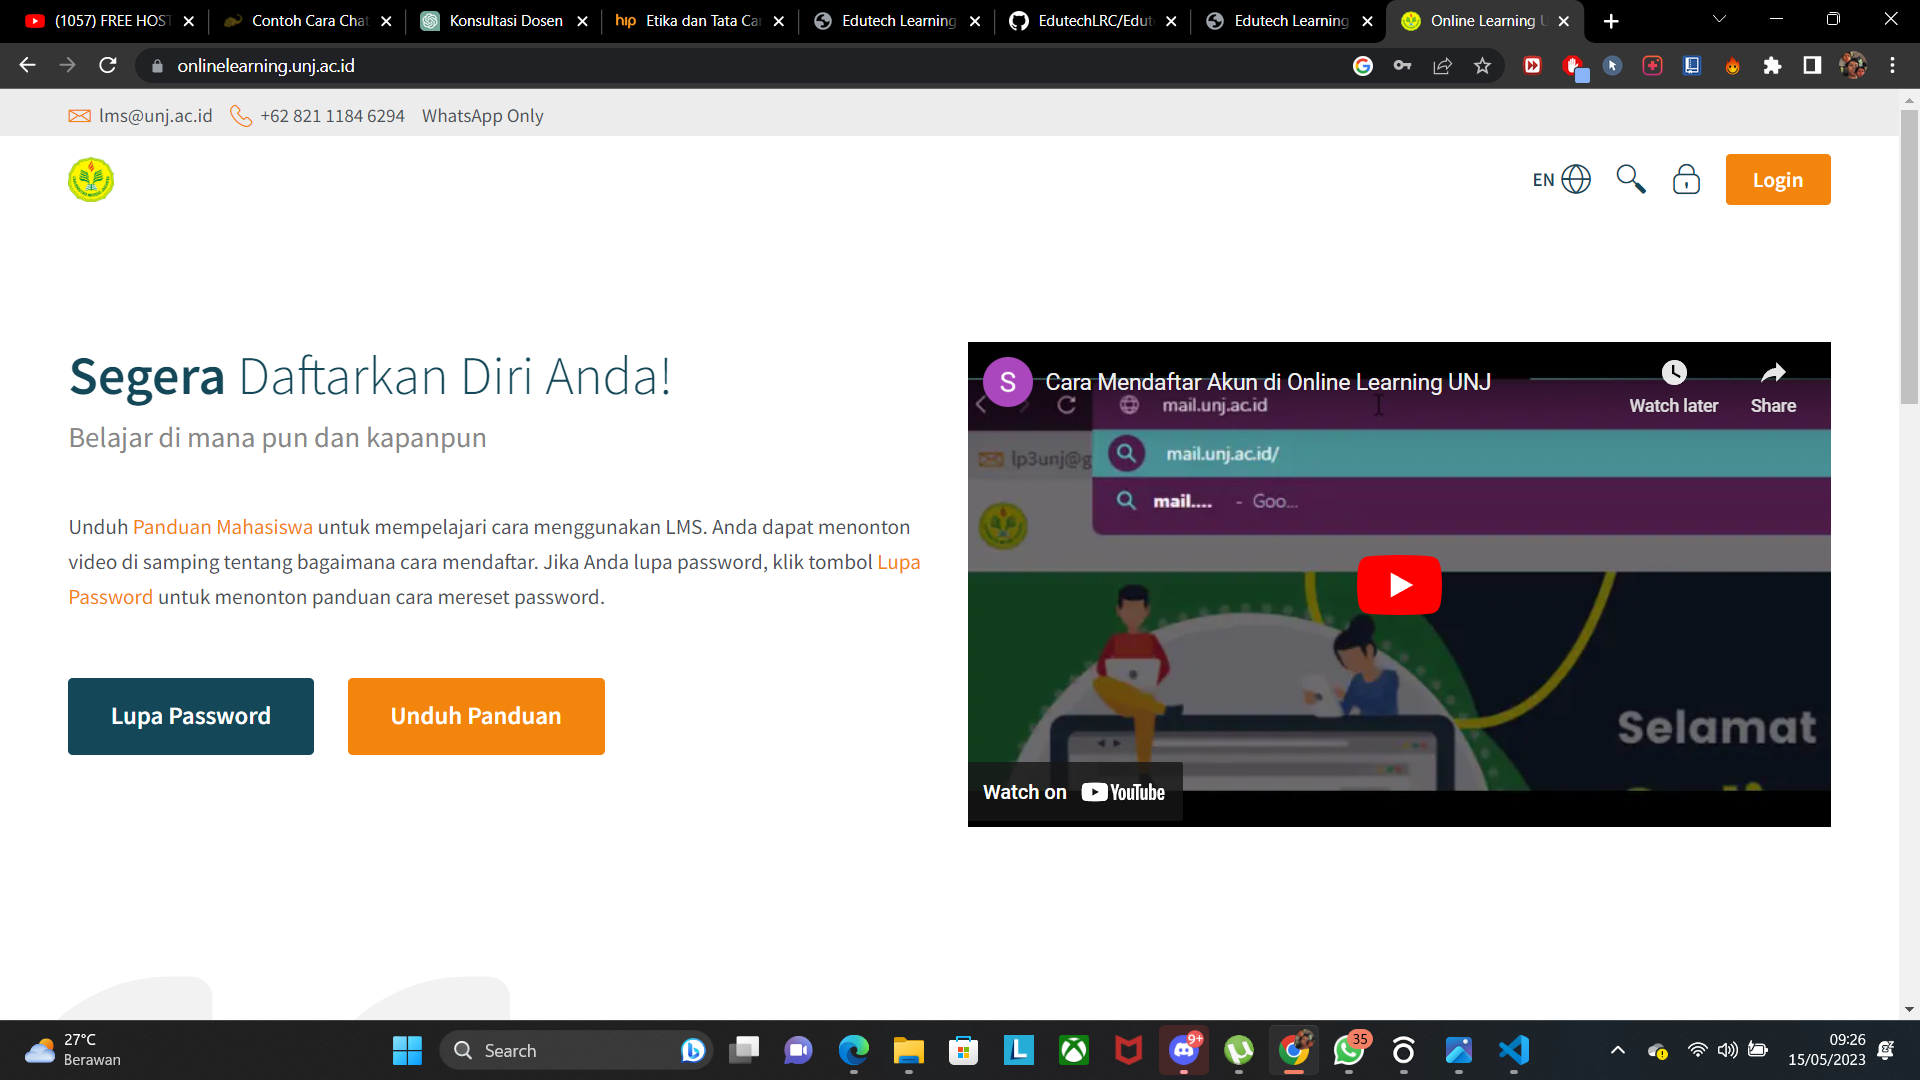 (1057) FREE HOST
Contoh Cara Chat
Konsultasi Dosen
hip Etika dan Tata Car
Edutech Learning
EdutechLRC/Edut
Edutech Learning
Online Learning U
onlinelearning.unj.ac.id
lms@unj.ac.id +62 821 1184 6294 WhatsApp Only
EN
Login
Segera Daftarkan Diri Anda!
Belajar di mana pun dan kapanpun
Unduh Panduan Mahasiswa untuk mempelajari cara menggunakan LMS. Anda dapat menonton
video di samping tentang bagaimana cara mendaftar. Jika Anda lupa password, klik tombol Lupa
Password untuk menonton panduan cara mereset password.
Lupa Password
Unduh Panduan
S
Cara Mendaftar Akun di Online Learning UNJ
Watch later
Share
mail.unj.ac.id
lp3unj@g
mail.unj.ac.id/
mail.... - Goo...
Selamat
Watch on YouTube
27°C
Berawan
Search
L
9+
35
09:26
15/05/2023